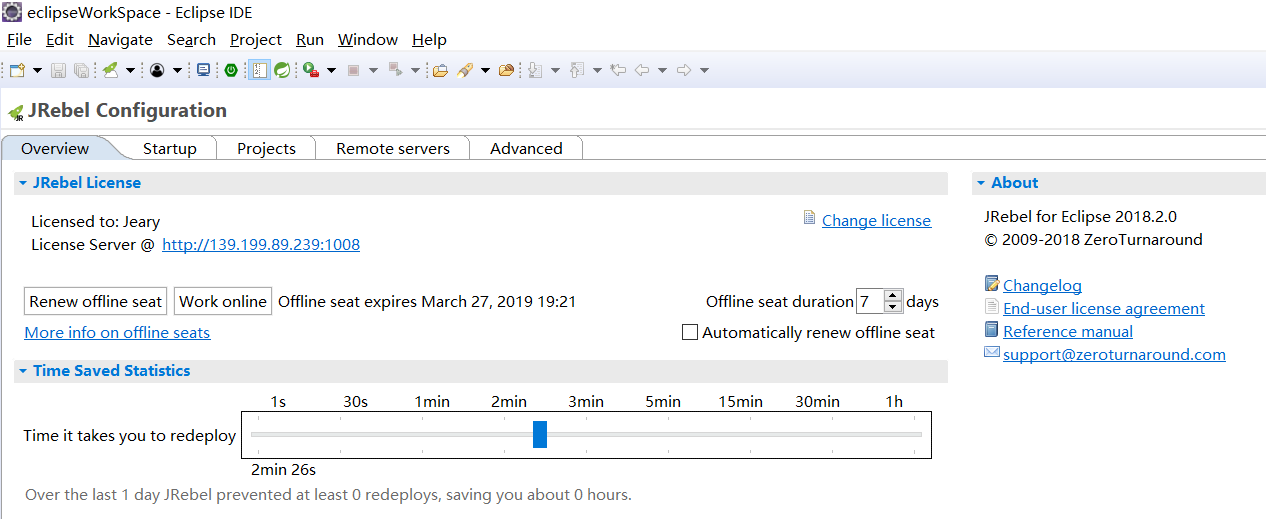 eclipseWorkSpace - Eclipse IDE
File Edit Navigate Search Project Run Window Help
JRebel Configuration
Overview Startup Projects Remote servers Advanced
JRebel License
Licensed to: Jeary
Change license
License Server @ http://139.199.89.239:1008
Renew offline seat Work online Offline seat expires March 27, 2019 19:21 Offline seat duration 7 days
More info on offline seats Automatically renew offline seat
Time Saved Statistics
1s 30s 1min 2min 3min 5min 15min 30min 1h
Time it takes you to redeploy
2min 26s
Over the last 1 day JRebel prevented at least 0 redeploys, saving you about 0 hours.
About
JRebel for Eclipse 2018.2.0
© 2009-2018 ZeroTurnaround
Changelog
End-user license agreement
Reference manual
support@zeroturnaround.com